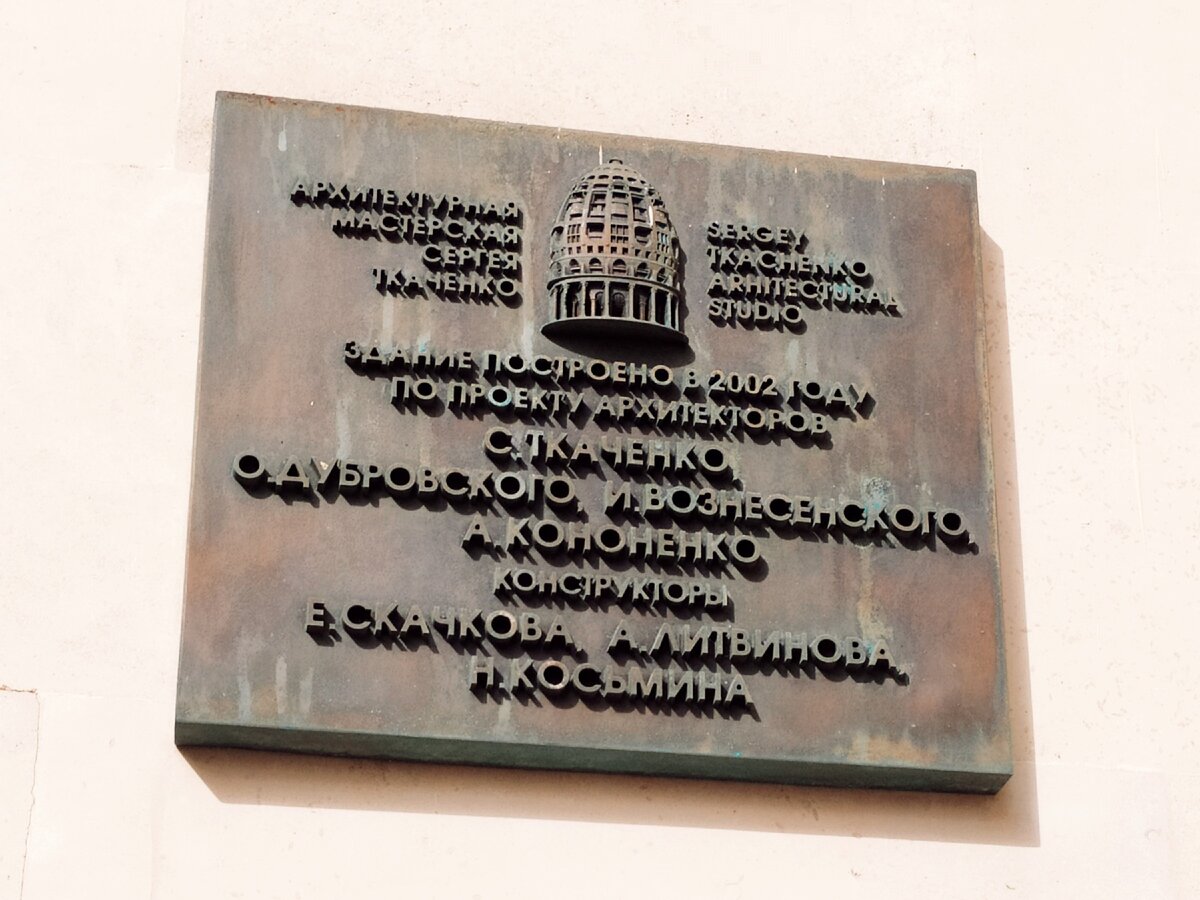 АРХИТЕКТУРНАЯ
МАСТЕРСКАЯ
СЕРГЕЯ
ТКАЧЕНКО
SERGEY
TKACHENKO
ARHITECTURAL
STUDIO
ЗДАНИЕ ПОСТРОЕНО В 2002 ГОДУ
ПО ПРОЕКТУ АРХИТЕКТОРОВ
С.ТКАЧЕНКО,
О.ДУБРОВСКОГО, И.ВОЗНЕСЕНСКОГО,
А.КОНОНЕНКО
КОНСТРУКТОРЫ
Е.СКАЧКОВА, А.ЛИТВИНОВА,
Н.КОСЬМИНА